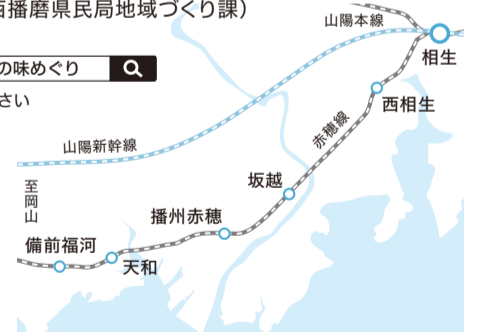 西播磨県民局地域づくり課）
の味めぐり
さい
山陽本線
相生
西相生
山陽新幹線
赤穂線
坂越
至岡山
播州赤穂
備前福河
天和